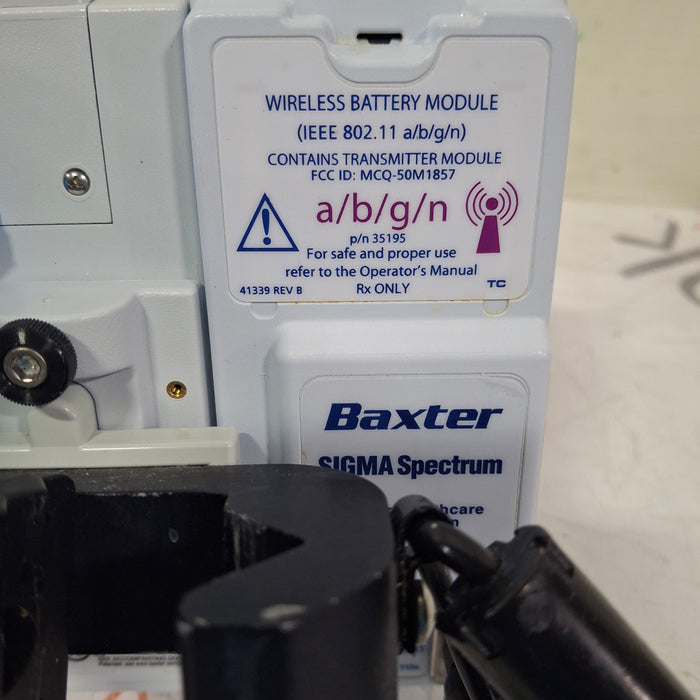 WIRELESS BATTERY MODULE
(IEEE 802.11 a/b/g/n)
CONTAINS TRANSMITTER MODULE
FCC ID: MCQ-50M1857
a/b/g/n
p/n 35195
For safe and proper use
refer to the Operator's Manual
41339 REV B Rx ONLY TC
Baxter
SIGMA Spectrum